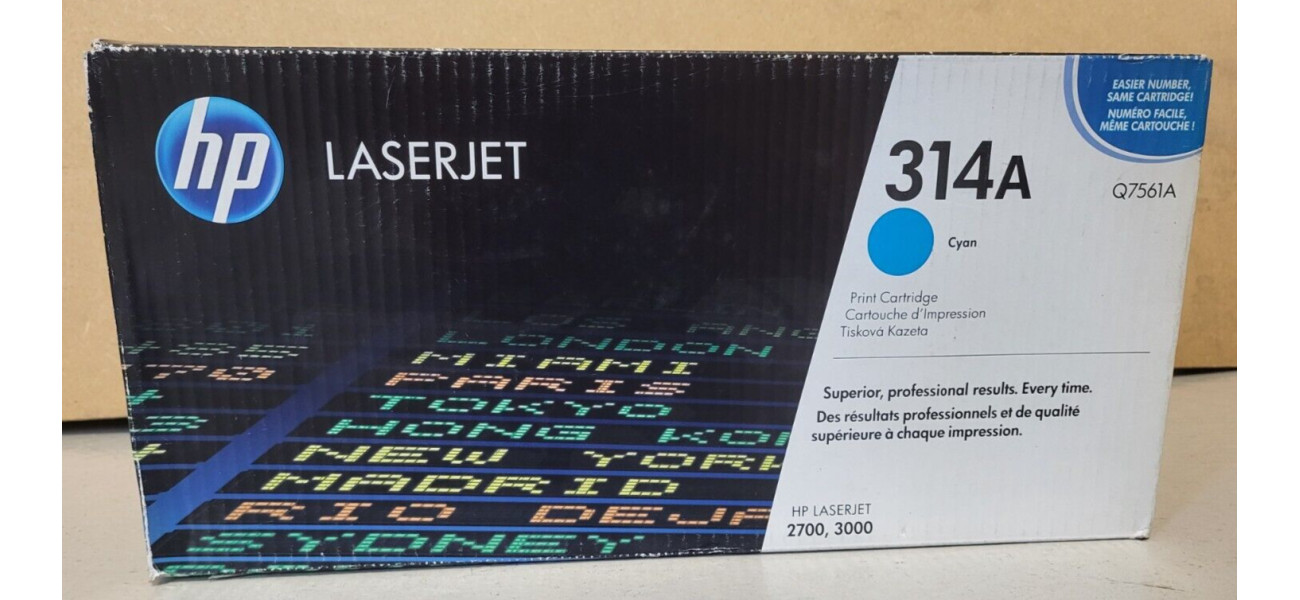 hp
LASERJET
EASIER NUMBER,
SAME CARTRIDGE!
NUMÉRO FACILE,
MÊME CARTOUCHE !
314A
Q7561A
Cyan
Print Cartridge
Cartouche d'Impression
Tisková Kazeta
Superior, professional results. Every time.
Des résultats professionnels et de qualité
supérieure à chaque impression.
HP LASERJET
2700, 3000
LONDON
MIAMI
PARIS
TOKYO
HONG KO
NEW YORK
MADRID
RIO DEJA
SYDNEY